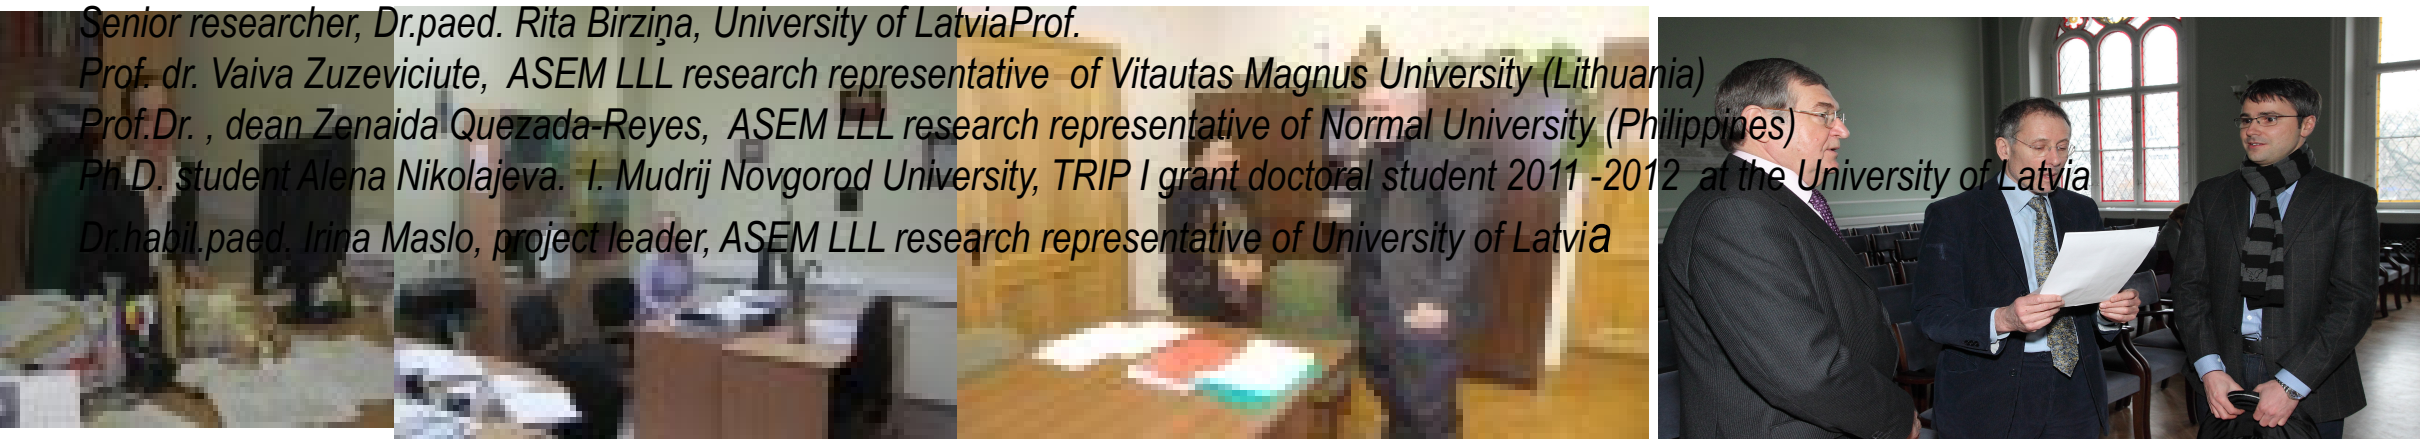 Senior researcher, Dr.paed. Rita Birziņa, University of LatviaProf.
Prof. dr. Vaiva Zuzeviciute, ASEM LLL research representative of Vitautas Magnus University (Lithuania)
Prof.Dr. , dean Zenaida Quezada-Reyes, ASEM LLL research representative of Normal University (Philippines)
Ph.D. student Alena Nikolajeva. I. Mudrij Novgorod University, TRIP I grant doctoral student 2011 -2012 at the University of Latvia
Dr.habil.paed. Irina Maslo, project leader, ASEM LLL research representative of University of Latvia